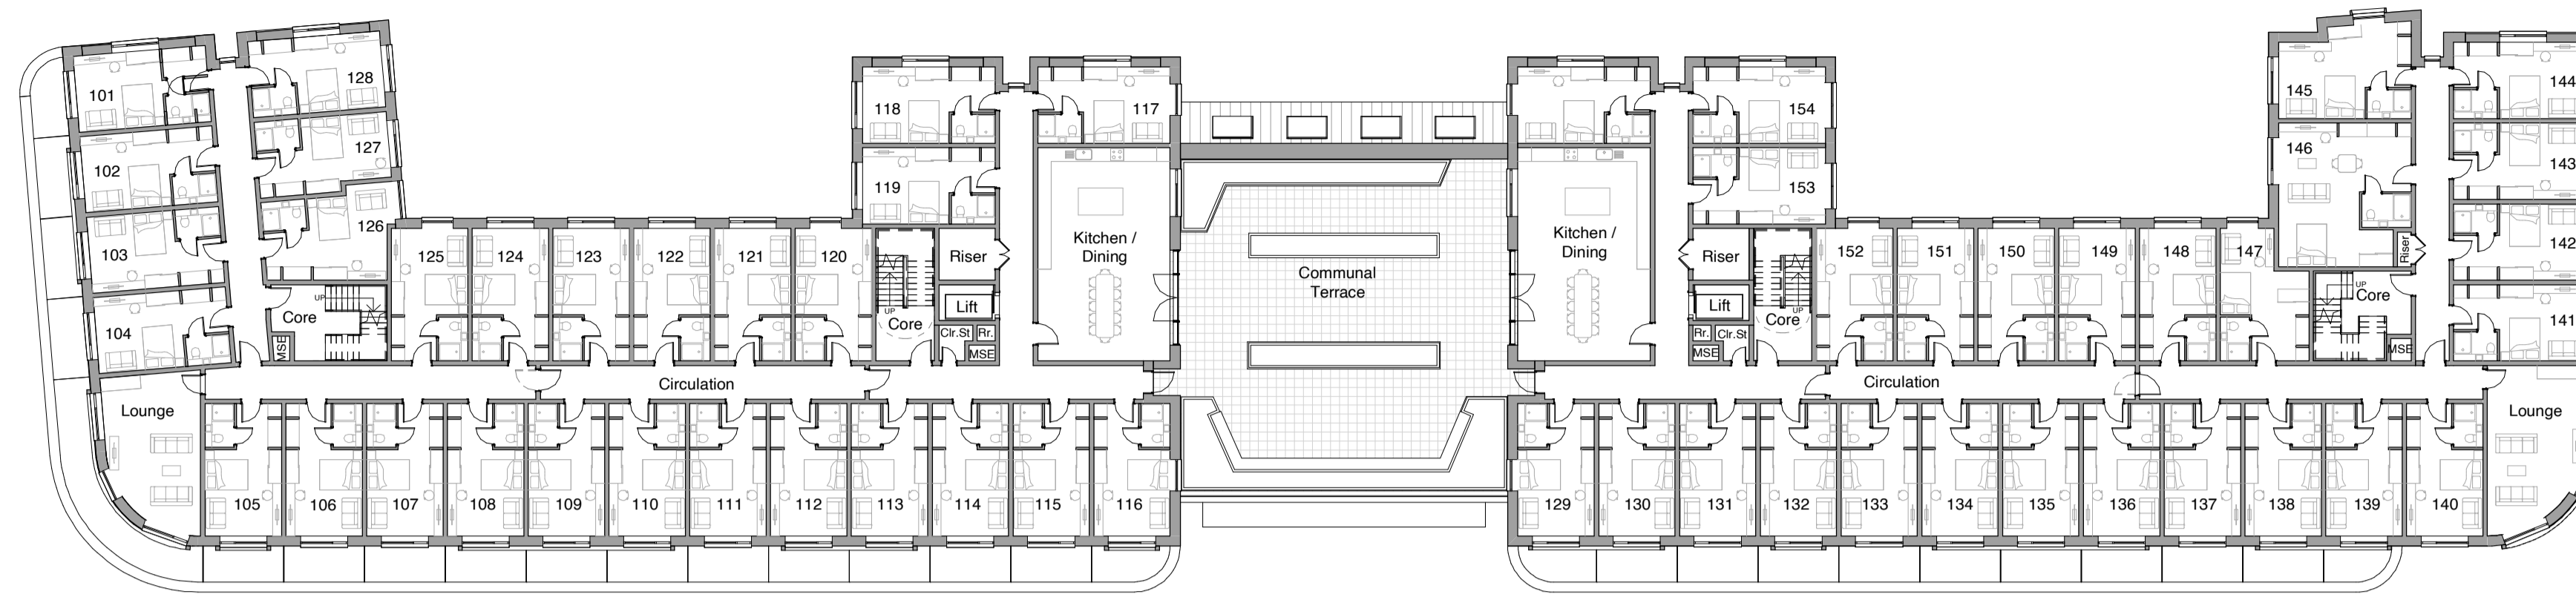 101
128
118
117
154
145
144
102
127
119
153
146
143
103
126
125
124
123
122
121
120
Riser
Kitchen /
Dining
Communal
Terrace
Kitchen /
Dining
Riser
152
151
150
149
148
147
Riser
142
104
UP
Core
MSE
UP
Core
Lift
Clr.St
Rr.
MSE
Lift
Rr.
Clr.St
MSE
UP
Core
UP
Core
MSE
141
Circulation
Circulation
Lounge
Lounge
105
106
107
108
109
110
111
112
113
114
115
116
129
130
131
132
133
134
135
136
137
138
139
140